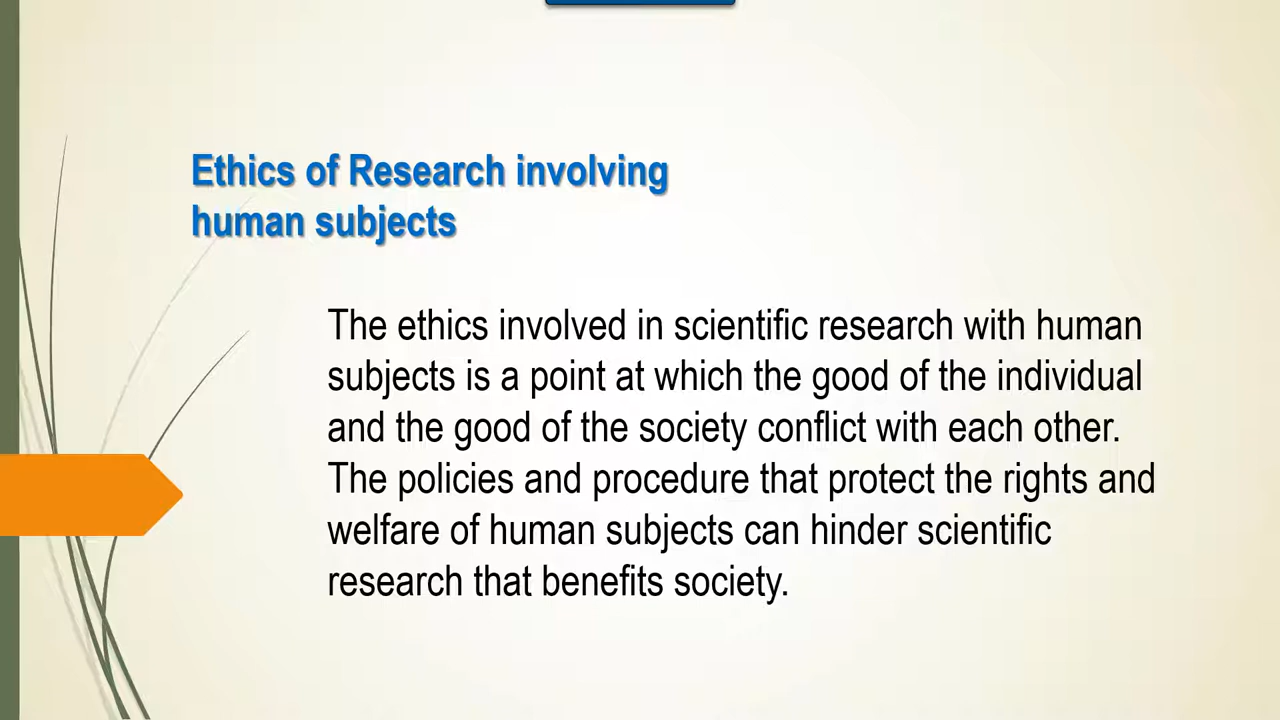 Ethics of Research involving
human subjects
The ethics involved in scientific research with human
subjects is a point at which the good of the individual
and the good of the society conflict with each other.
The policies and procedure that protect the rights and
welfare of human subjects can hinder scientific
research that benefits society.